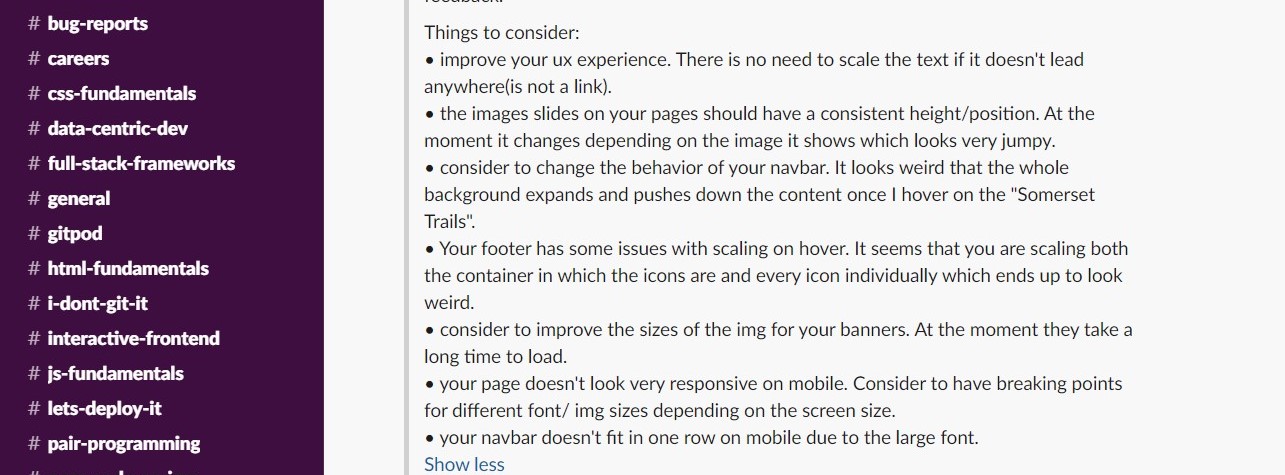 # bug-reports
# careers
# css-fundamentals
# data-centric-dev
# full-stack-frameworks
# general
# gitpod
# html-fundamentals
# i-dont-git-it
# interactive-frontend
# js-fundamentals
# lets-deploy-it
# pair-programming
feedback.
Things to consider:
• improve your ux experience. There is no need to scale the text if it doesn't lead
anywhere(is not a link).
• the images slides on your pages should have a consistent height/position. At the
moment it changes depending on the image it shows which looks very jumpy.
• consider to change the behavior of your navbar. It looks weird that the whole
background expands and pushes down the content once I hover on the "Somerset
Trails".
• Your footer has some issues with scaling on hover. It seems that you are scaling both
the container in which the icons are and every icon individually which ends up to look
weird.
• consider to improve the sizes of the img for your banners. At the moment they take a
long time to load.
• your page doesn't look very responsive on mobile. Consider to have breaking points
for different font/ img sizes depending on the screen size.
• your navbar doesn't fit in one row on mobile due to the large font.
Show less